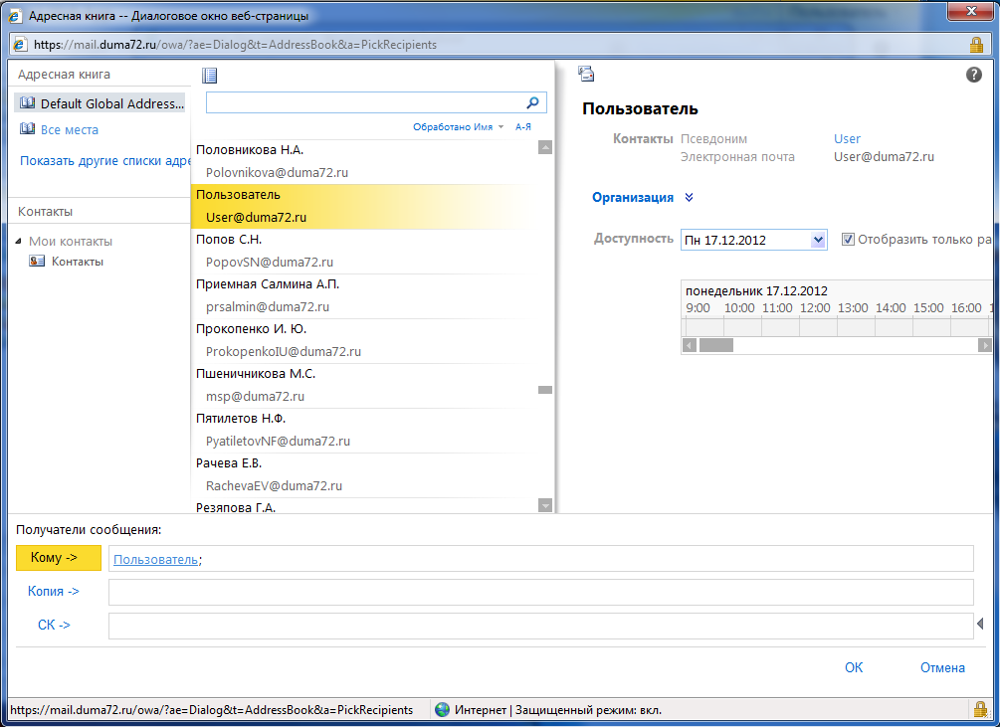 Адресная книга -- Диалоговое окно веб-страницы
https://mail.duma72.ru/owa/?ae=Dialog&t=AddressBook&a=PickRecipients
Адресная книга
Default Global Address...
Все места
Показать другие списки адре
Контакты
Мои контакты
Контакты
Обработано Имя А-Я
Половникова Н.А.
Polovnikova@duma72.ru
Пользователь
User@duma72.ru
Попов С.Н.
PopovSN@duma72.ru
Приемная Салмина А.П.
prsalmin@duma72.ru
Прокопенко И. Ю.
ProkopenkoIU@duma72.ru
Пшеничникова М.С.
msp@duma72.ru
Пятилетов Н.Ф.
PyatiletovNF@duma72.ru
Рачева Е.В.
RachevaEV@duma72.ru
Резяпова Г.А.
Пользователь
Контакты Псевдоним User
Электронная почта User@duma72.ru
Организация
Доступность Пн 17.12.2012 Отобразить только ра
понедельник 17.12.2012
9:00 10:00 11:00 12:00 13:00 14:00 15:00 16:00 1
Получатели сообщения:
Кому -> Пользователь;
Копия ->
СК ->
ОК Отмена
https://mail.duma72.ru/owa/?ae=Dialog&t=AddressBook&a=PickRecipients Интернет | Защищенный режим: вкл.